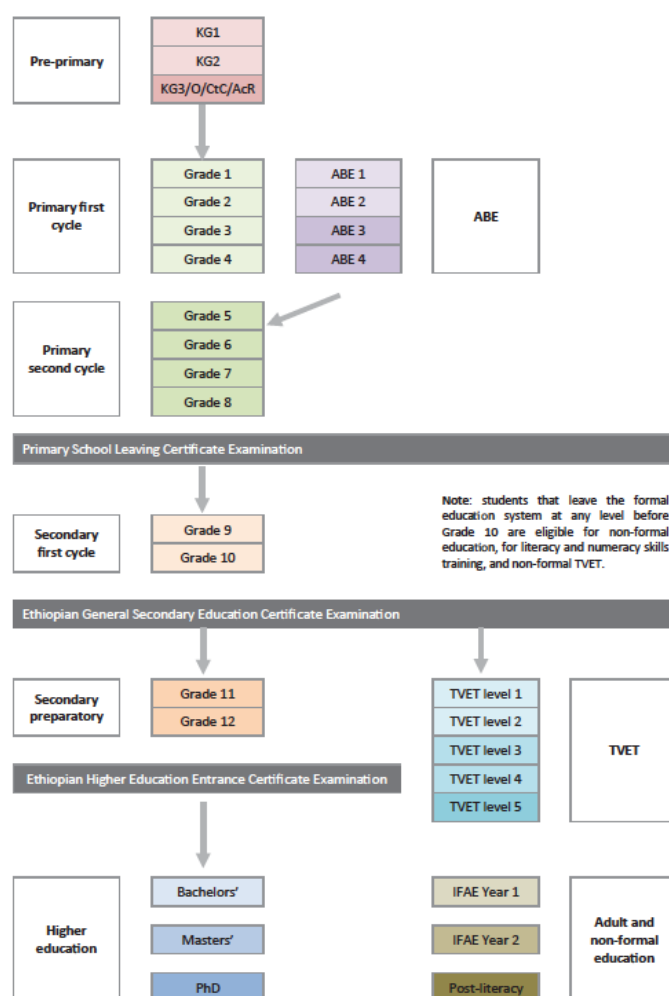 Pre-primary
KG1
KG2
KG3/O/CtC/AcR
Primary first
cycle
Grade 1
Grade 2
Grade 3
Grade 4
ABE 1
ABE 2
ABE 3
ABE 4
ABE
Primary
second cycle
Grade 5
Grade 6
Grade 7
Grade 8
Primary School Leaving Certificate Examination
Secondary
first cycle
Grade 9
Grade 10
Note: students that leave the formal
education system at any level before
Grade 10 are eligible for non-formal
education, for literacy and numeracy skills
training, and non-formal TVET.
Ethiopian General Secondary Education Certificate Examination
Secondary
preparatory
Grade 11
Grade 12
TVET level 1
TVET level 2
TVET level 3
TVET level 4
TVET level 5
TVET
Ethiopian Higher Education Entrance Certificate Examination
Higher
education
Bachelors’
Masters’
PhD
IFAE Year 1
IFAE Year 2
Post-literacy
Adult and
non-formal
education